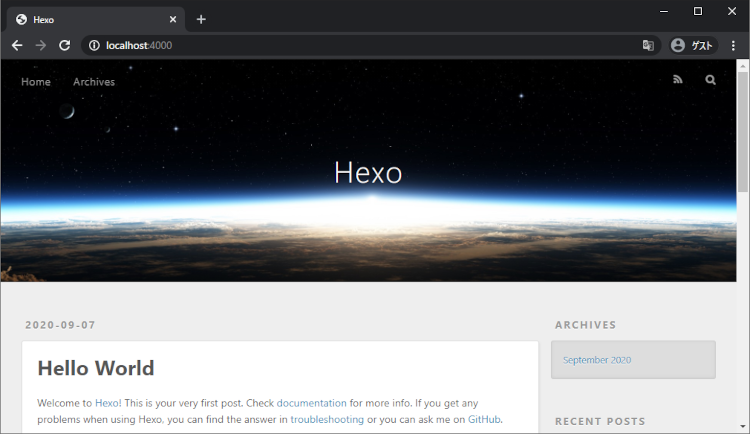 Hexo
localhost:4000
ゲスト
Home Archives
Hexo
2020-09-07
Hello World
Welcome to Hexo! This is your very first post. Check documentation for more info. If you get any
problems when using Hexo, you can find the answer in troubleshooting or you can ask me on GitHub.
ARCHIVES
September 2020
RECENT POSTS